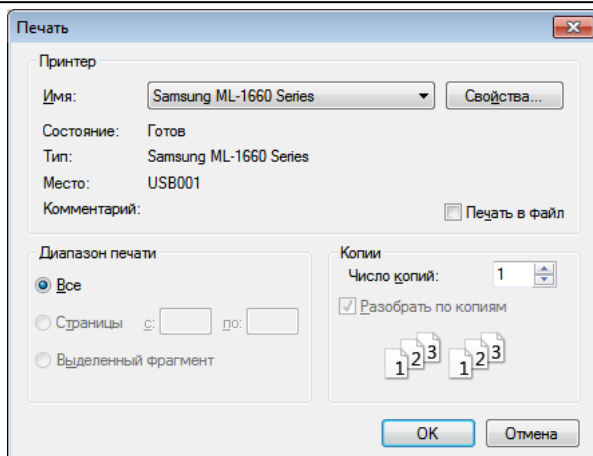 Печать
Принтер
Имя: Samsung ML-1660 Series Свойства...
Состояние: Готов
Тип: Samsung ML-1660 Series
Место: USB001
Комментарий: Печать в файл
Диапазон печати
Все
Страницы с: по:
Выделенный фрагмент
Копии
Число копий: 1
Разобрать по копиям
1 2 3 1 2 3
OK Отмена